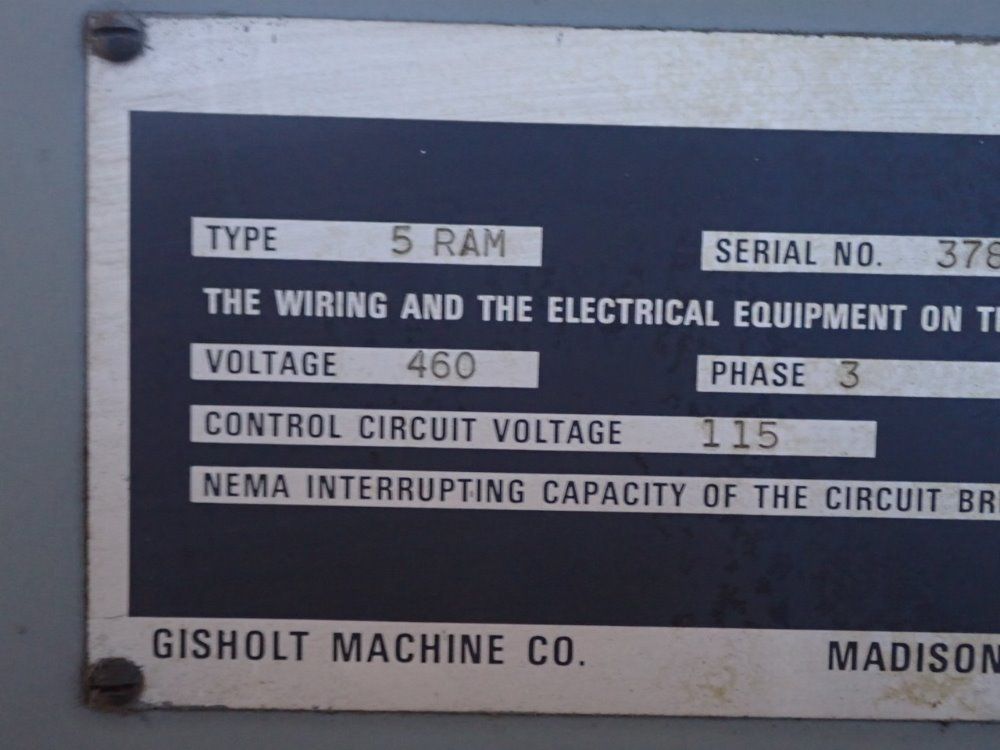 TYPE 5 RAM SERIAL NO. 378
THE WIRING AND THE ELECTRICAL EQUIPMENT ON
VOLTAGE 460 PHASE 3
CONTROL CIRCUIT VOLTAGE 115
NEMA INTERRUPTING CAPACITY OF THE CIRCUIT
GISHOLT MACHINE CO. MADISON